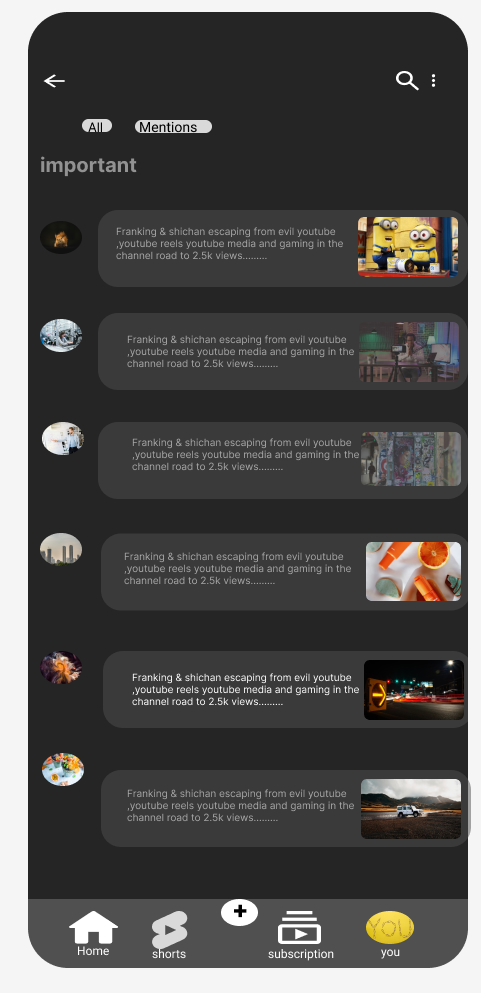 All
Mentions
important
Franking & shichan escaping from evil youtube
,youtube reels youtube media and gaming in the
channel road to 2.5k views.........
Franking & shichan escaping from evil youtube
,youtube reels youtube media and gaming in the
channel road to 2.5k views.........
Franking & shichan escaping from evil youtube
,youtube reels youtube media and gaming in the
channel road to 2.5k views.........
Franking & shichan escaping from evil youtube
,youtube reels youtube media and gaming in the
channel road to 2.5k views.........
Franking & shichan escaping from evil youtube
,youtube reels youtube media and gaming in the
channel road to 2.5k views.........
Franking & shichan escaping from evil youtube
,youtube reels youtube media and gaming in the
channel road to 2.5k views.........
YOU
Home
shorts
subscription
you